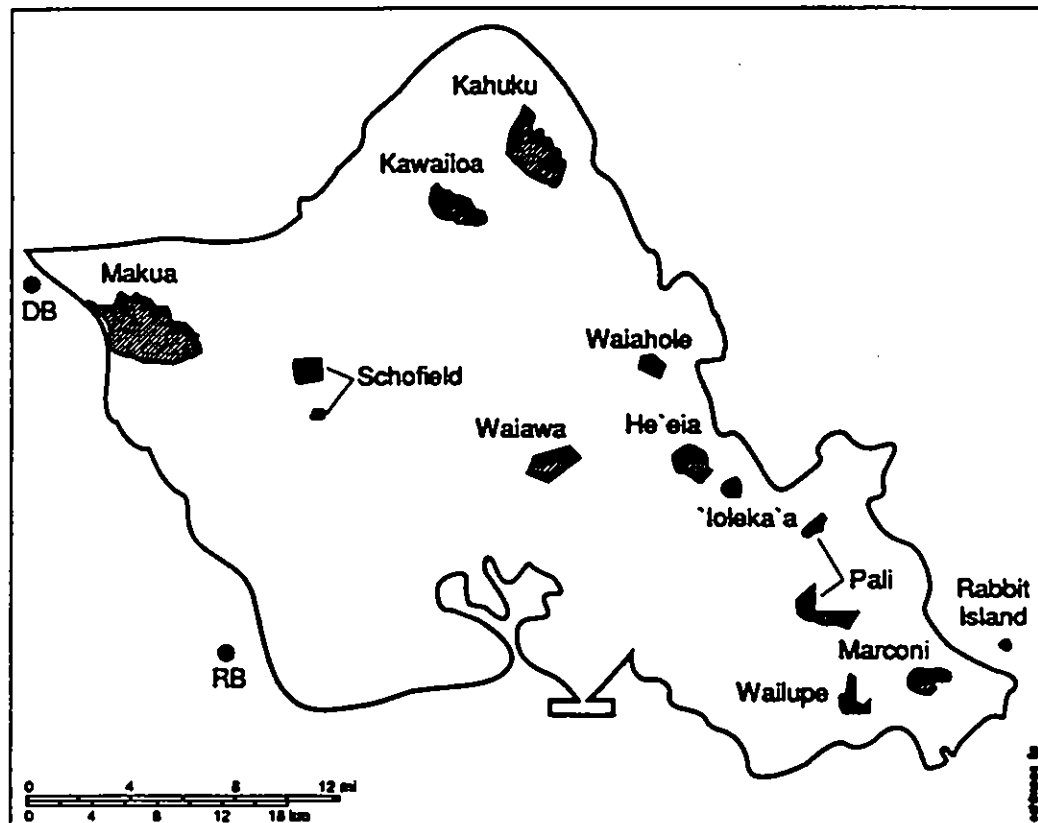 Kahuku
Kawailoa
Makua
DB
Waiahole
Schofield
Waiawa
He`eia
`Ioleka`a
Pali
Rabbit
Island
RB
Marconi
Wailupe
0 4 8 12 mi
0 4 8 12 16 km